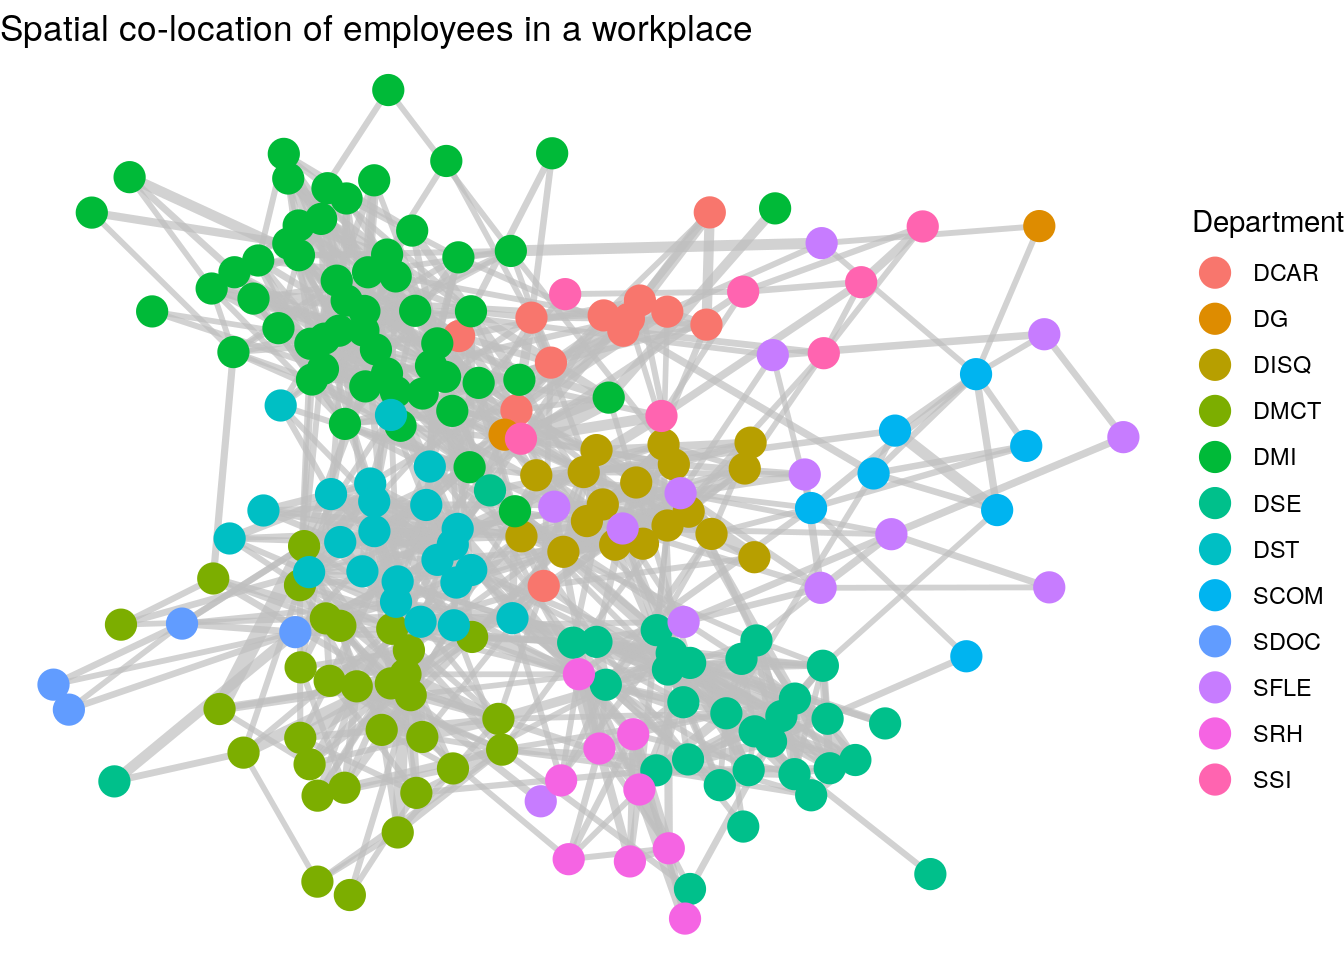 Spatial co-location of employees in a workplace
Department
DCAR
DG
DISQ
DMCT
DMI
DSE
DST
SCOM
SDOC
SFLE
SRH
SSI